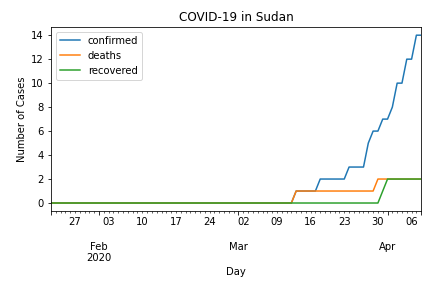 COVID-19 in Sudan
confirmed
deaths
recovered
Number of Cases
14
12
10
8
6
4
2
0
27 03 10 17 24 02 09 16 23 30 06
Feb Mar Apr
2020
Day